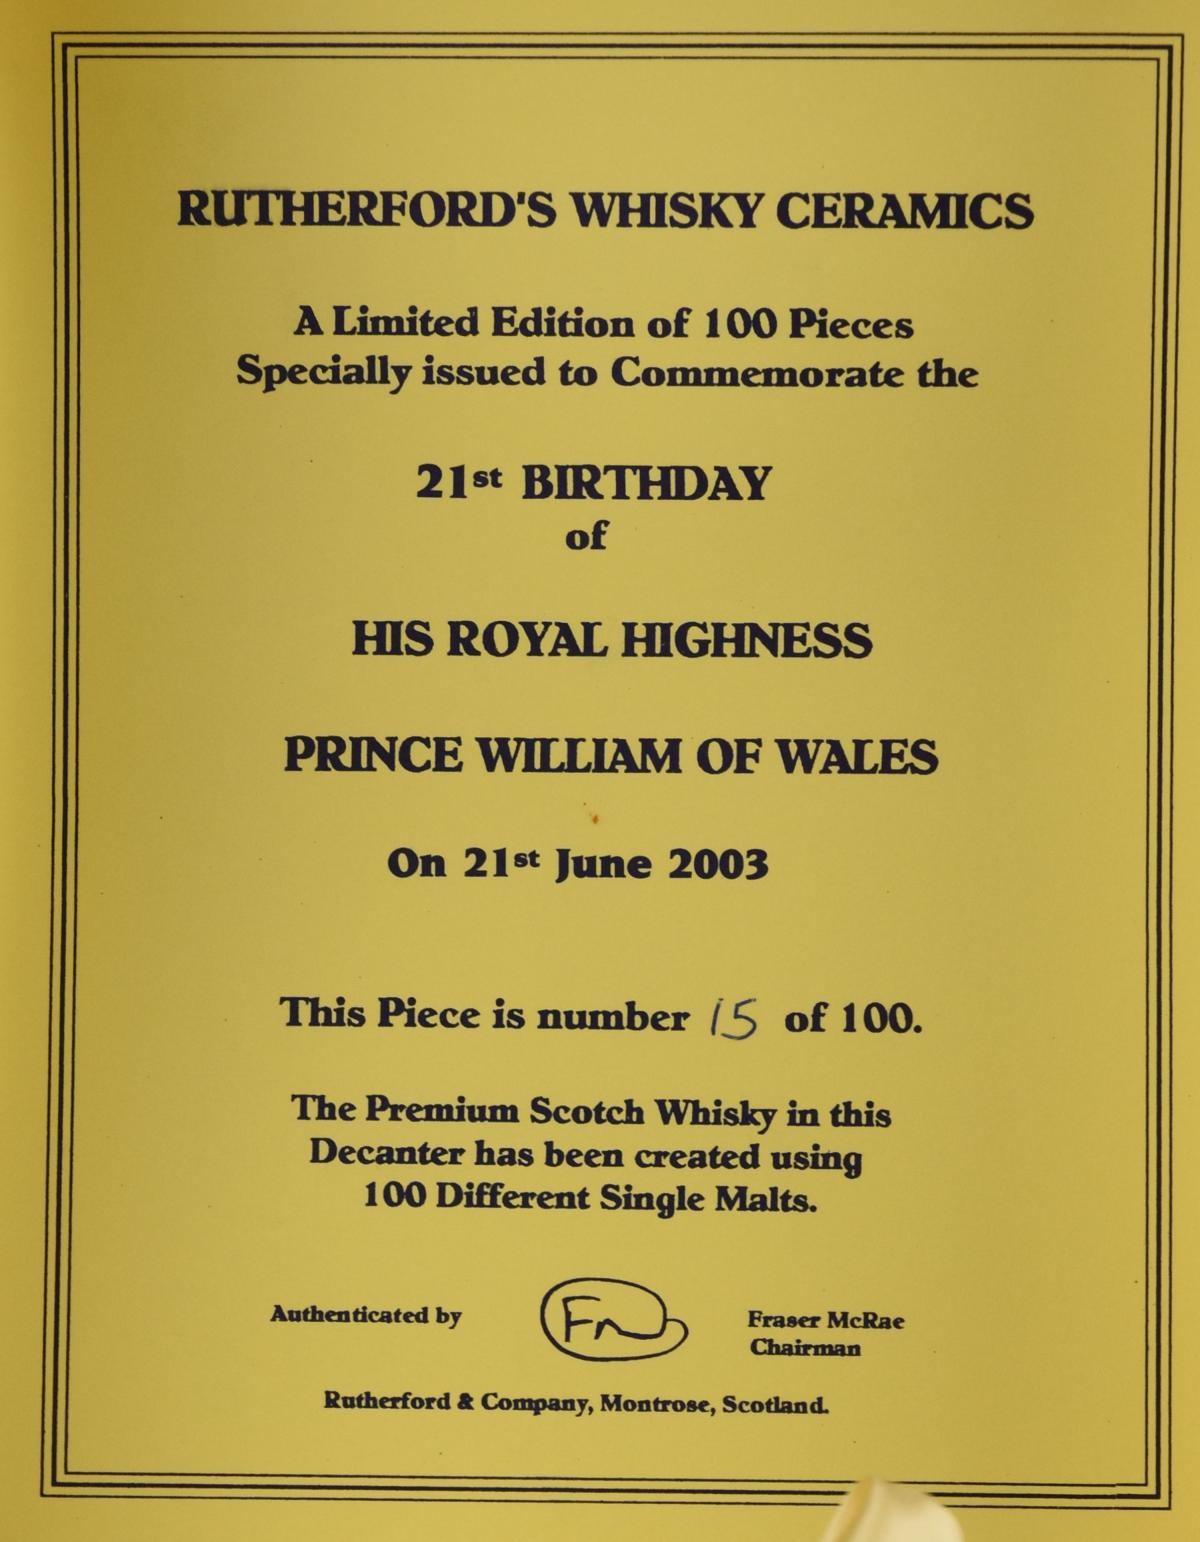 RUTHERFORD'S WHISKY CERAMICS
A Limited Edition of 100 Pieces
Specially issued to Commemorate the
21st BIRTHDAY
of
HIS ROYAL HIGHNESS
PRINCE WILLIAM OF WALES
On 21st June 2003
This Piece is number 15 of 100.
The Premium Scotch Whisky in this
Decanter has been created using
100 Different Single Malts.
Authenticated by
Fraser McRae
Chairman
Rutherford & Company, Montrose, Scotland.